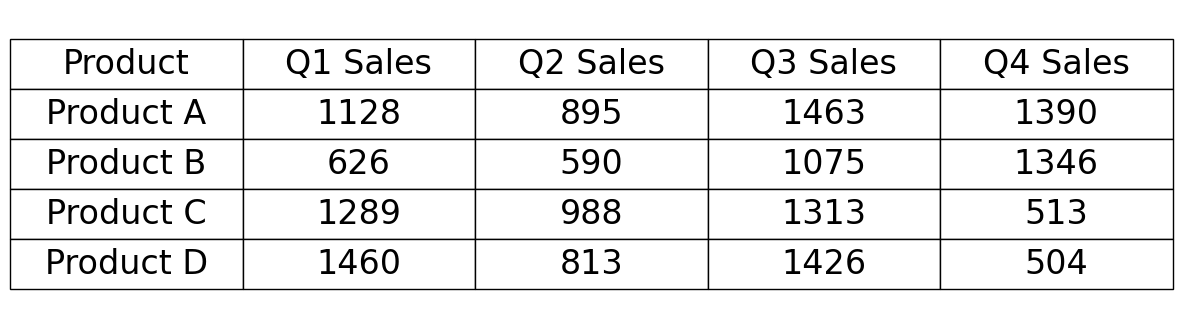 Product Q1 Sales Q2 Sales Q3 Sales Q4 Sales
Product A 1128 895 1463 1390
Product B 626 590 1075 1346
Product C 1289 988 1313 513
Product D 1460 813 1426 504